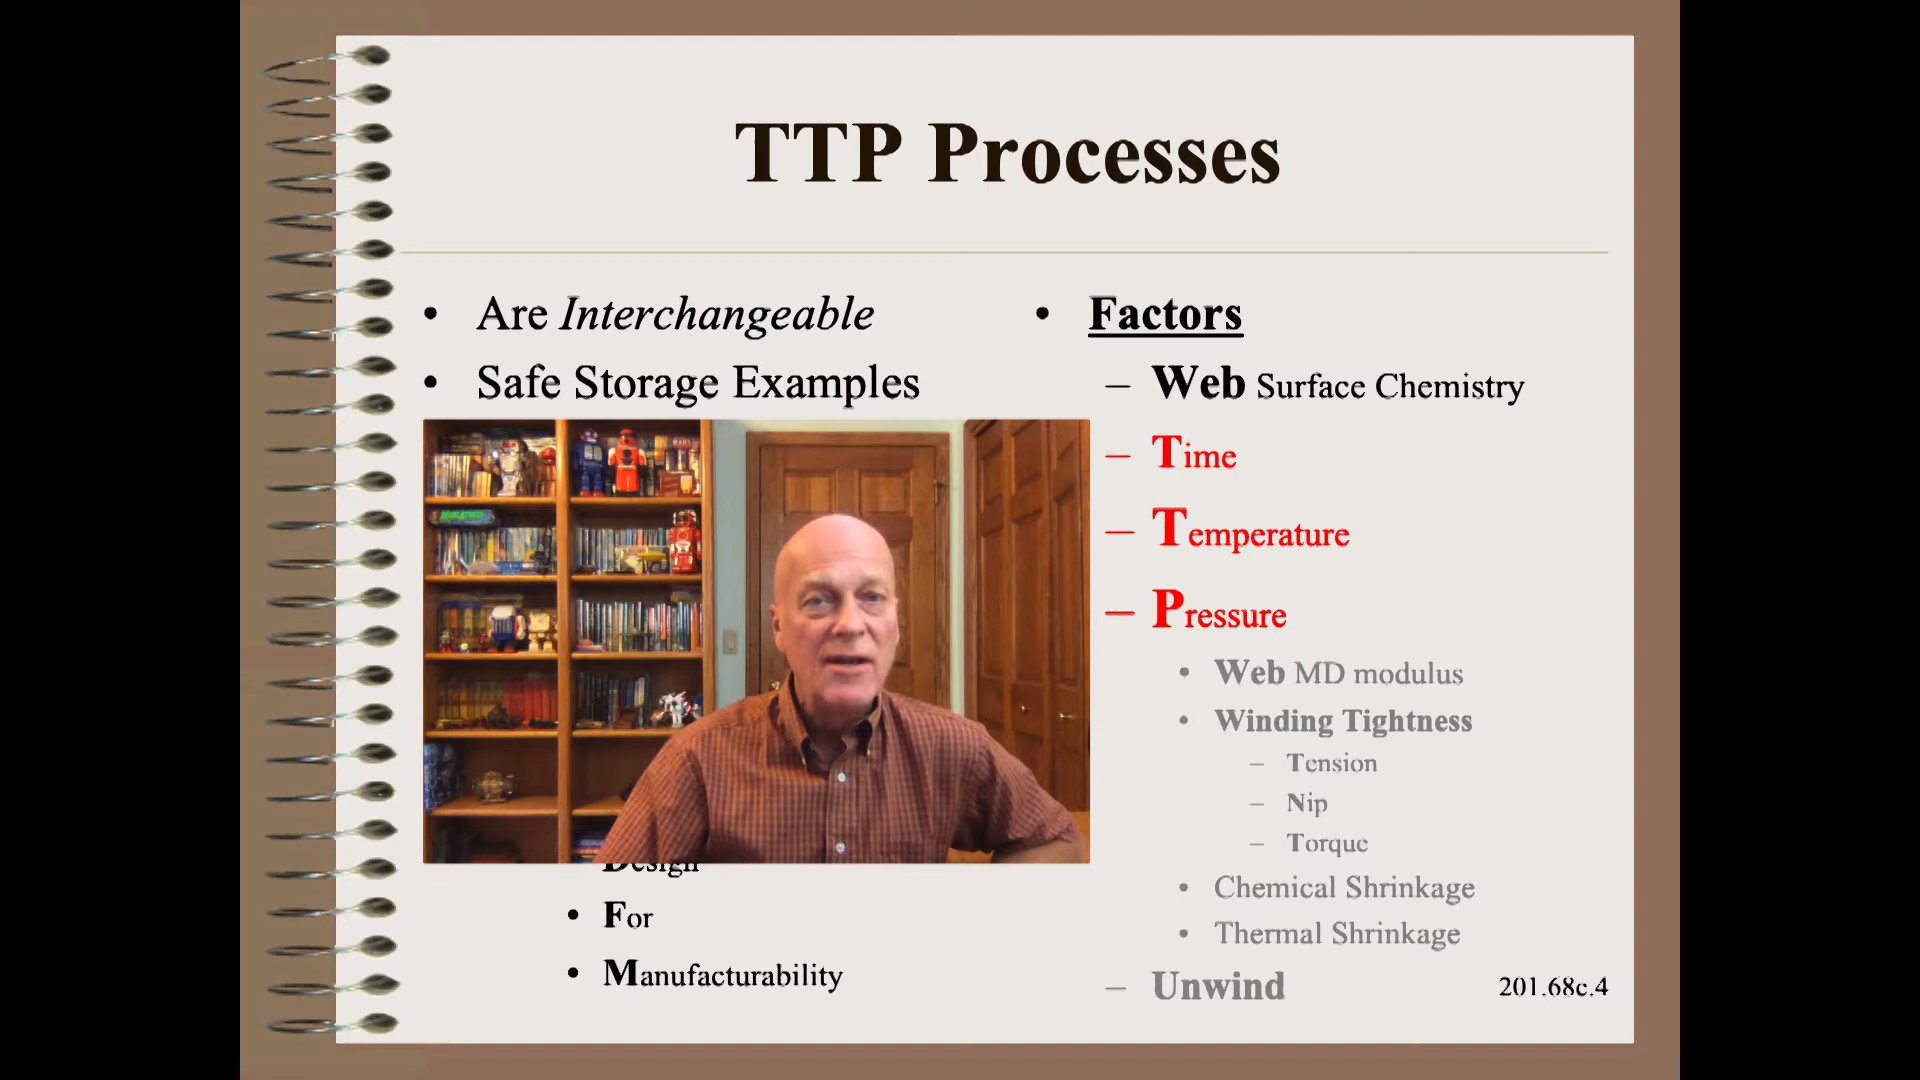 TTP Processes
• Are Interchangeable
• Safe Storage Examples
Design
• For
• Manufacturability
• Factors
– Web Surface Chemistry
– Time
– Temperature
– Pressure
• Web MD modulus
• Winding Tightness
– Tension
– Nip
– Torque
• Chemical Shrinkage
• Thermal Shrinkage
– Unwind
201.68c.4